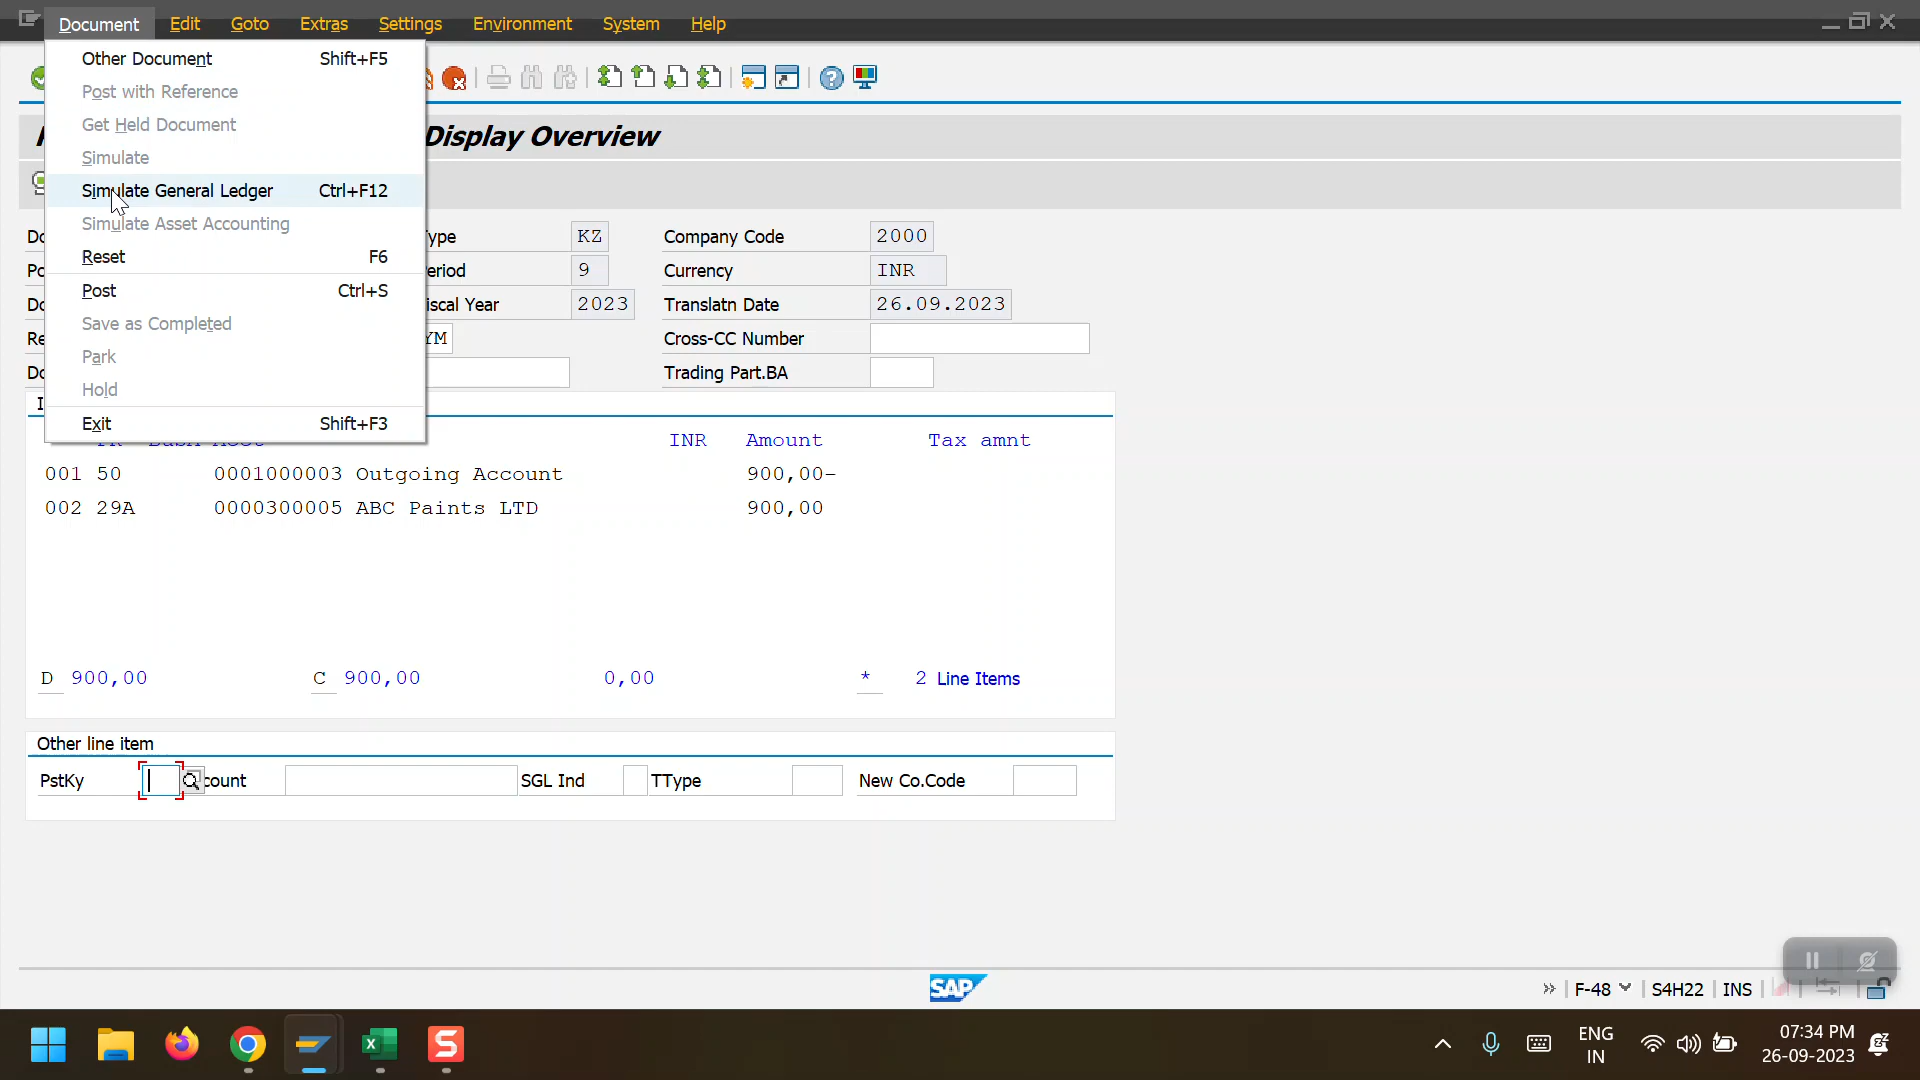 Document Edit Goto Extras Settings Environment System Help
Other Document Shift+F5
Post with Reference
Get Held Document
Simulate
Simulate General Ledger Ctrl+F12
Simulate Asset Accounting
Reset F6
Post Ctrl+S
Save as Completed
Park
Hold
Exit Shift+F3
Display Overview
KZ Company Code 2000
9 Currency INR
2023 Translatn Date 26.09.2023
YM Cross-CC Number
Trading Part.BA
INR Amount Tax amnt
001 50 0001000003 Outgoing Account 900,00-
002 29A 0000300005 ABC Paints LTD 900,00
D 900,00 C 900,00 0,00 * 2 Line Items
Other line item
PstKy count SGL Ind TType New Co.Code
SAP
F-48 S4H22 INS
ENG
IN
07:34 PM
26-09-2023